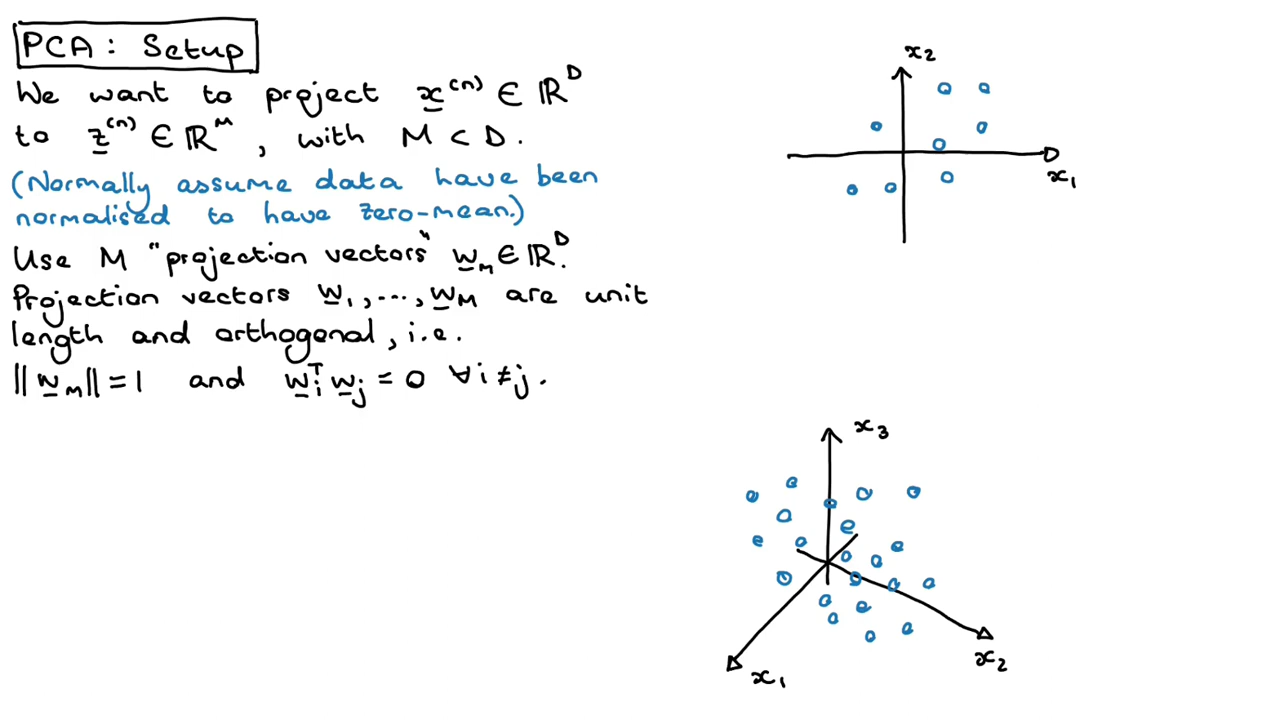 PCA: Setup
We want to project x^(n) ∈ ℝ^D
to z^(n) ∈ ℝ^M, with M < D.
(Normally assume data have been
normalised to have zero-mean.)
Use M "projection vectors" w_m ∈ ℝ^D.
Projection vectors w_1, ..., w_M are unit
length and orthogonal, i.e.
||w_m|| = 1 and w_i^T w_j = 0 ∀ i ≠ j.
x_2
x_1
x_3
x_2
x_1